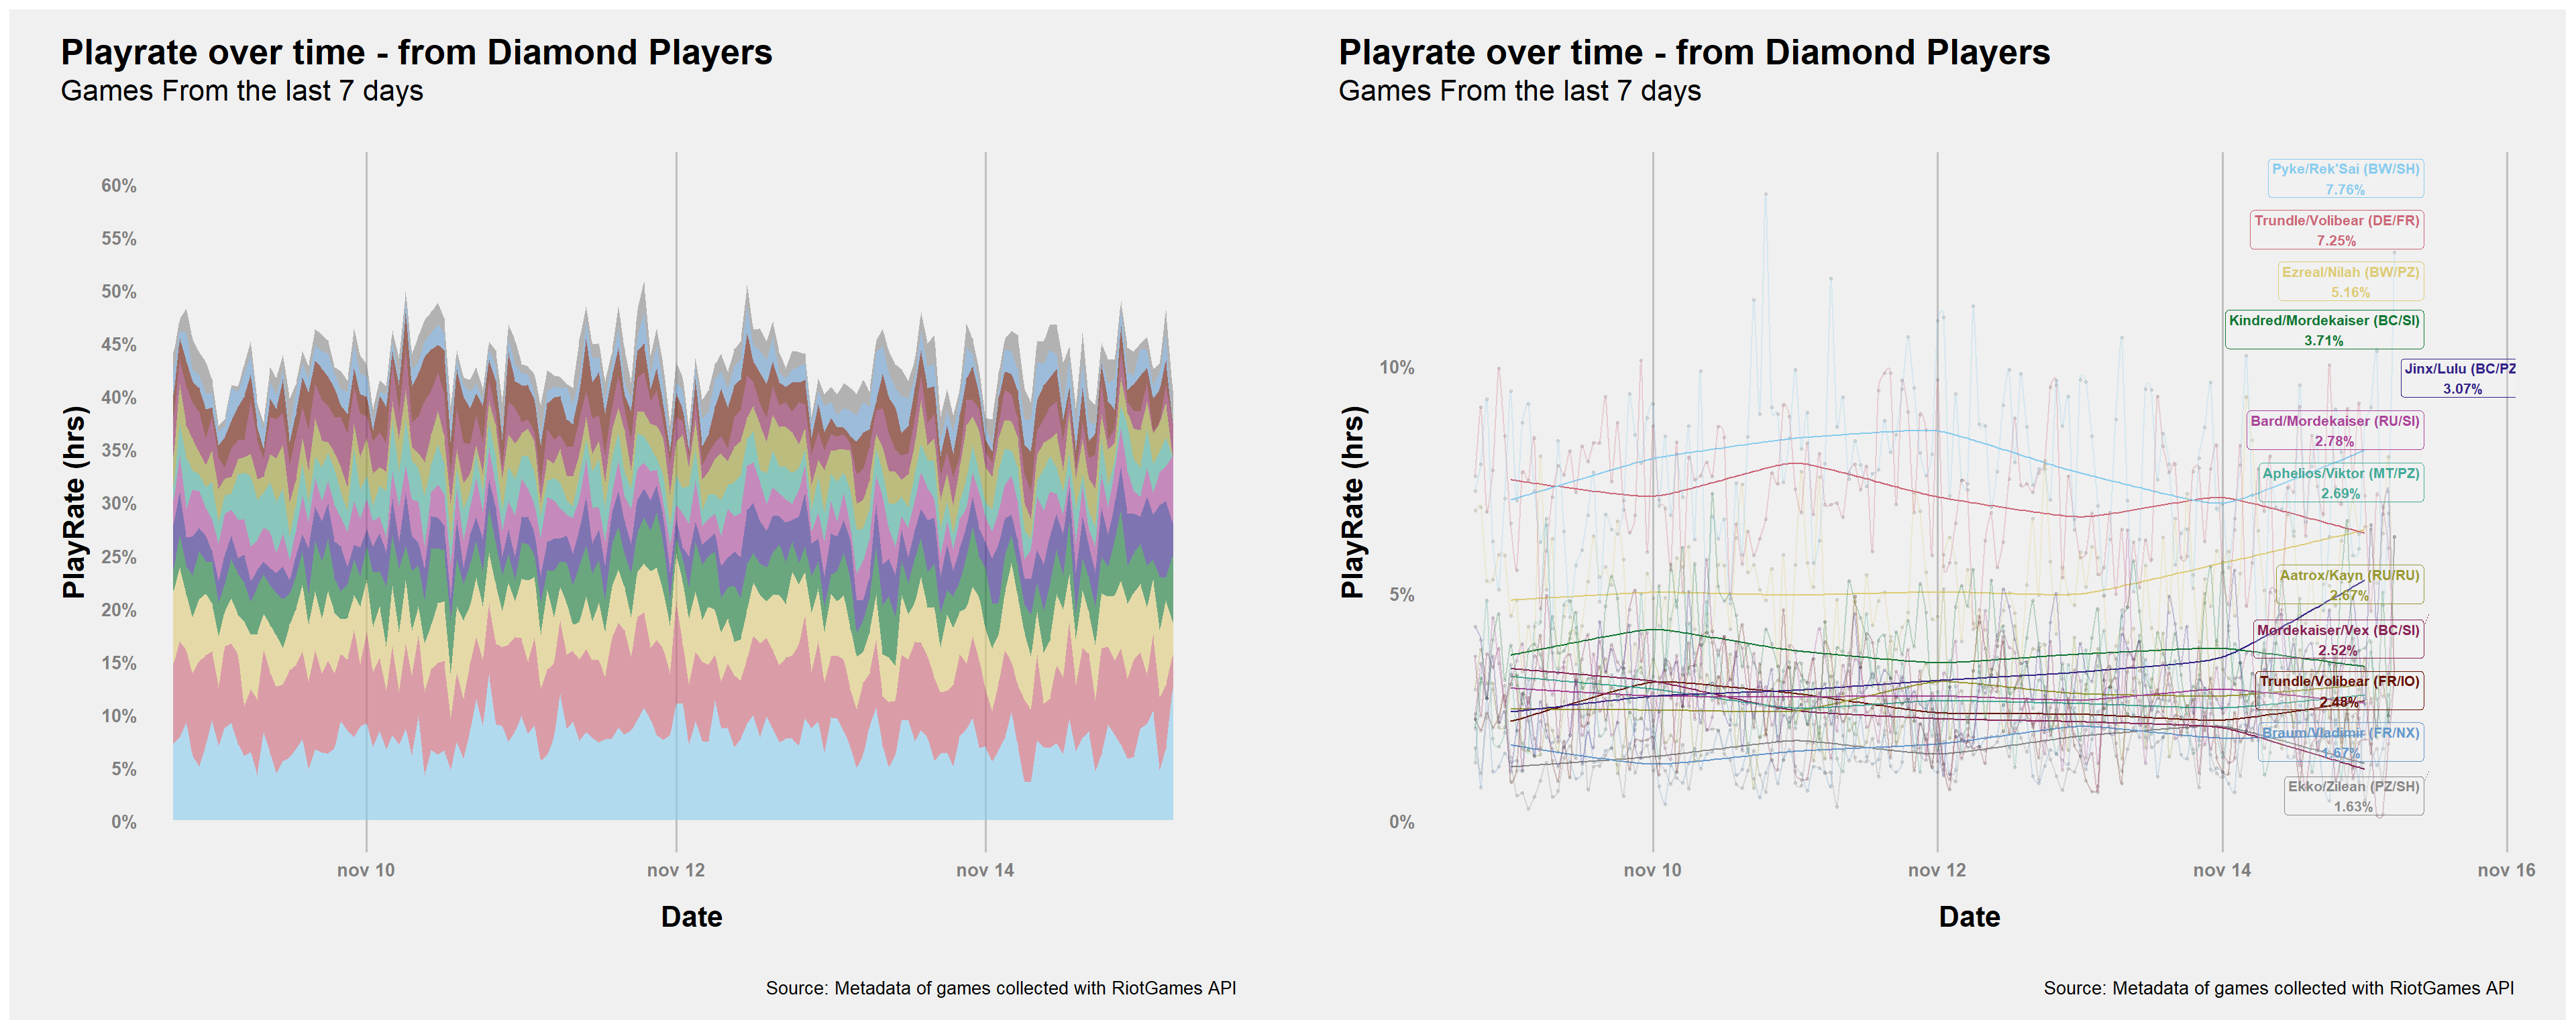 Playrate over time - from Diamond Players
Games From the last 7 days
60%
55%
50%
45%
40%
35%
30%
25%
20%
15%
10%
5%
0%
PlayRate (hrs)
nov 10
nov 12
nov 14
Date
Source: Metadata of games collected with RiotGames API
Playrate over time - from Diamond Players
Games From the last 7 days
10%
5%
0%
PlayRate (hrs)
Pyke/Rek'Sai (BW/SH)
7.76%
Trundle/Volibear (DE/FR)
7.25%
Ezreal/Nilah (BW/PZ)
5.16%
Kindred/Mordekaiser (BC/SI)
3.71%
Jinx/Lulu (BC/PZ
3.07%
Bard/Mordekaiser (RU/SI)
2.78%
Aphelios/Viktor (MT/PZ)
2.69%
Aatrox/Kayn (RU/RU)
2.67%
Mordekaiser/Vex (BC/SI)
2.52%
Trundle/Volibear (FR/IO)
2.48%
Braum/Vladimir (FR/NX)
1.67%
Ekko/Zilean (PZ/SH)
1.63%
nov 10
nov 12
nov 14
nov 16
Date
Source: Metadata of games collected with RiotGames API